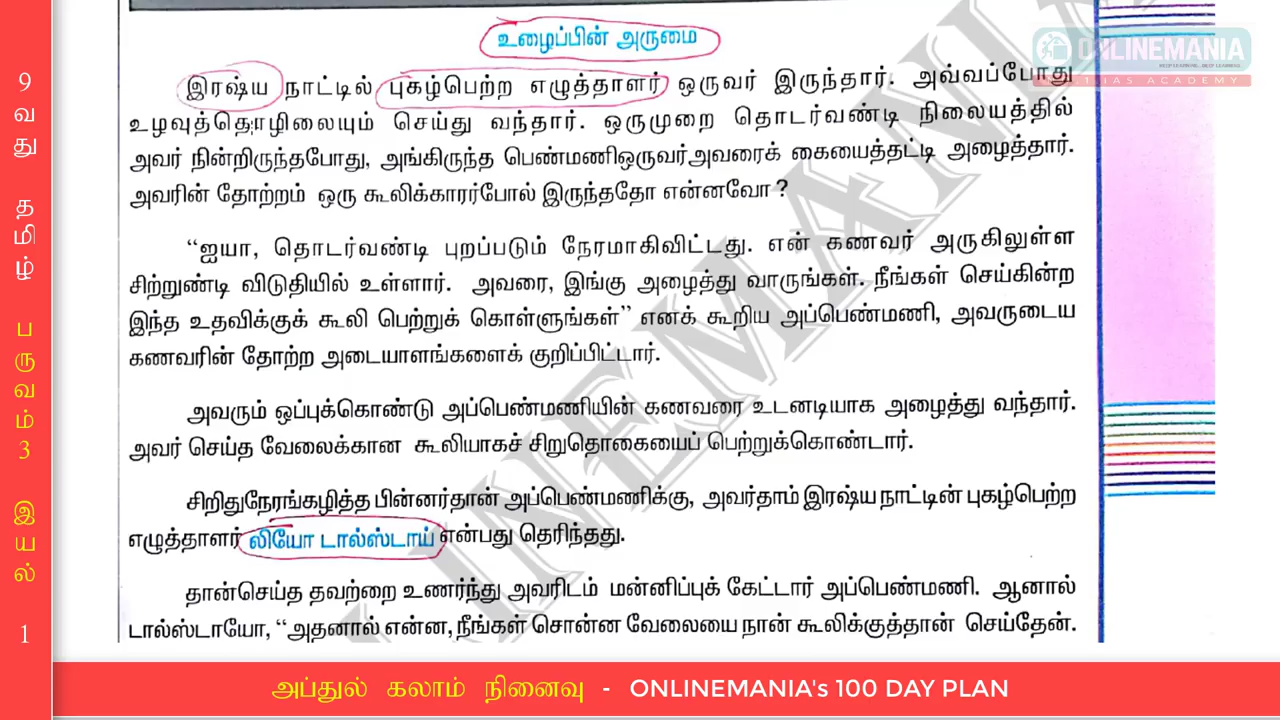 உழைப்பின் அருமை
இரஷ்ய நாட்டில் புகழ்பெற்ற எழுத்தாளர் ஒருவர் இருந்தார். அவ்வப்போது
உழவுத்தொழிலையும் செய்து வந்தார். ஒருமுறை தொடர்வண்டி நிலையத்தில்
அவர் நின்றிருந்தபோது, அங்கிருந்த பெண்மணிஒருவர்அவரைக் கையைத்தட்டி அழைத்தார்.
அவரின் தோற்றம் ஒரு கூலிக்காரர்போல் இருந்ததோ என்னவோ?
“ஐயா, தொடர்வண்டி புறப்படும் நேரமாகிவிட்டது. என் கணவர் அருகிலுள்ள
சிற்றுண்டி விடுதியில் உள்ளார். அவரை, இங்கு அழைத்து வாருங்கள். நீங்கள் செய்கின்ற
இந்த உதவிக்குக் கூலி பெற்றுக் கொள்ளுங்கள்” எனக் கூறிய அப்பெண்மணி, அவருடைய
கணவரின் தோற்ற அடையாளங்களைக் குறிப்பிட்டார்.
அவரும் ஒப்புக்கொண்டு அப்பெண்மணியின் கணவரை உடனடியாக அழைத்து வந்தார்.
அவர் செய்த வேலைக்கான கூலியாகச் சிறுதொகையைப் பெற்றுக்கொண்டார்.
சிறிதுநேரங்கழித்த பின்னர்தான் அப்பெண்மணிக்கு, அவர்தாம் இரஷ்ய நாட்டின் புகழ்பெற்ற
எழுத்தாளர் லியோ டால்ஸ்டாய் என்பது தெரிந்தது.
தான்செய்த தவற்றை உணர்ந்து அவரிடம் மன்னிப்புக் கேட்டார் அப்பெண்மணி. ஆனால்
டால்ஸ்டாயோ, “அதனால் என்ன, நீங்கள் சொன்ன வேலையை நான் கூலிக்குத்தான் செய்தேன்.
9வது தமிழ் பருவம்3 இயல் 1
ONLINEMANIA
IAS ACADEMY
அப்துல் கலாம் நினைவு - ONLINEMANIA's 100 DAY PLAN